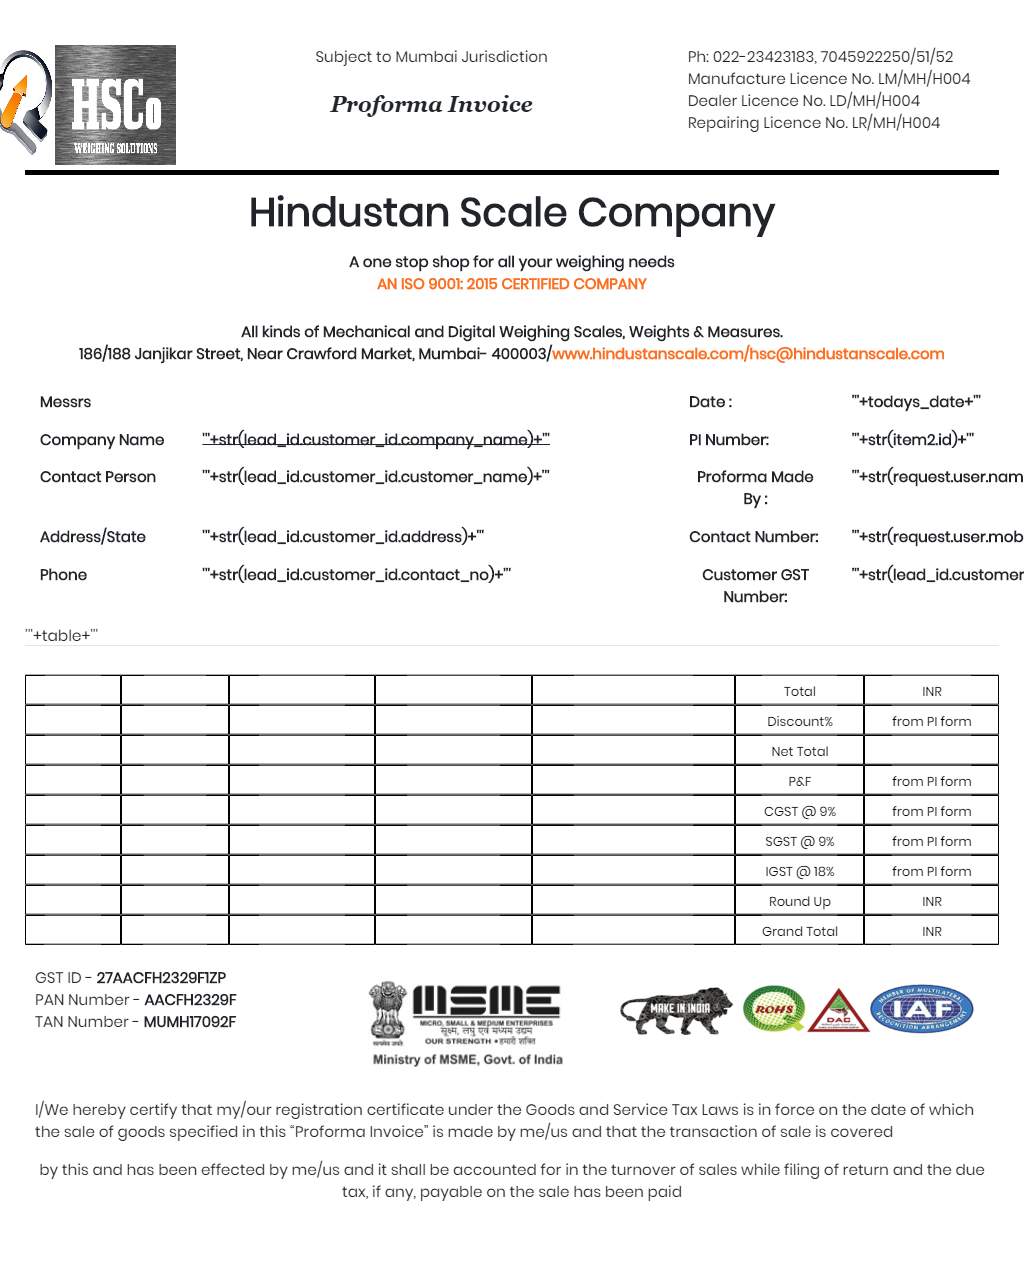 HSCo
WEIGHING SOLUTIONS
Subject to Mumbai Jurisdiction
Proforma Invoice
Ph: 022-23423183, 7045922250/51/52
Manufacture Licence No. LM/MH/H004
Dealer Licence No. LD/MH/H004
Repairing Licence No. LR/MH/H004
Hindustan Scale Company
A one stop shop for all your weighing needs
AN ISO 9001: 2015 CERTIFIED COMPANY
All kinds of Mechanical and Digital Weighing Scales, Weights & Measures.
186/188 Janjikar Street, Near Crawford Market, Mumbai- 400003/www.hindustanscale.com/hsc@hindustanscale.com
Messrs Date : '''+todays_date+'''
Company Name '''+str(lead_id.customer_id.company_name)+''' PI Number: '''+str(item2.id)+'''
Contact Person '''+str(lead_id.customer_id.customer_name)+''' Proforma Made '''+str(request.user.nam
By :
Address/State '''+str(lead_id.customer_id.address)+''' Contact Number: '''+str(request.user.mob
Phone '''+str(lead_id.customer_id.contact_no)+''' Customer GST '''+str(lead_id.customer
Number:
'''+table+'''
Total INR
Discount% from PI form
Net Total
P&F from PI form
CGST @ 9% from PI form
SGST @ 9% from PI form
IGST @ 18% from PI form
Round Up INR
Grand Total INR
GST ID - 27AACFH2329F1ZP
PAN Number - AACFH2329F
TAN Number - MUMH17092F
सत्यमेव जयते
MSME
MICRO, SMALL & MEDIUM ENTERPRISES
सूक्ष्म, लघु एवं मध्यम उद्यम
OUR STRENGTH • हमारी शक्ति
Ministry of MSME, Govt. of India
MAKE IN INDIA
ROHS
DAC
MEMBER OF MULTILATERAL
IAF
RECOGNITION ARRANGEMENT
I/We hereby certify that my/our registration certificate under the Goods and Service Tax Laws is in force on the date of which
the sale of goods specified in this “Proforma Invoice” is made by me/us and that the transaction of sale is covered
by this and has been effected by me/us and it shall be accounted for in the turnover of sales while filing of return and the due
tax, if any, payable on the sale has been paid